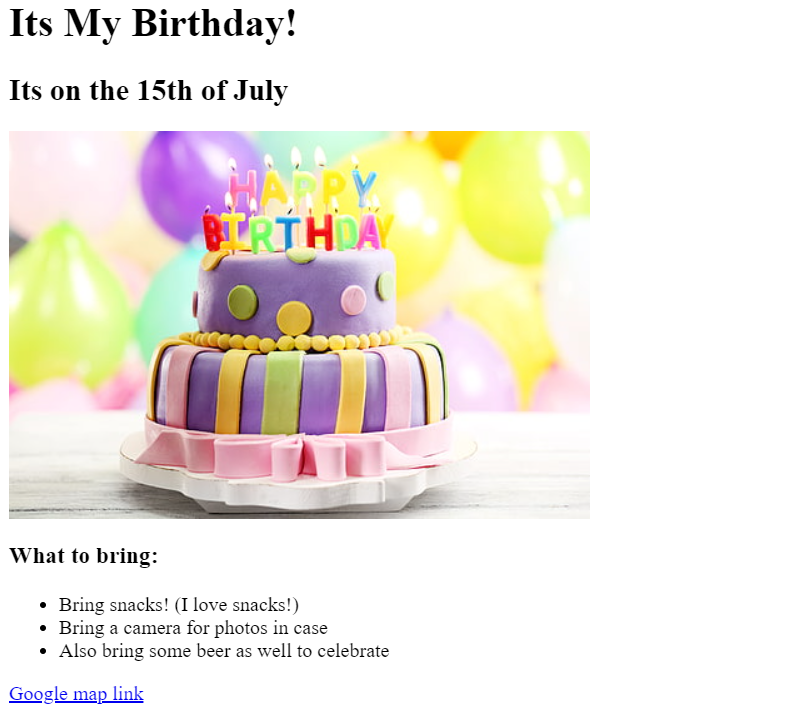 Its My Birthday!
Its on the 15th of July
HAPPY
BIRTHDAY
What to bring:
Bring snacks! (I love snacks!)
Bring a camera for photos in case
Also bring some beer as well to celebrate
Google map link